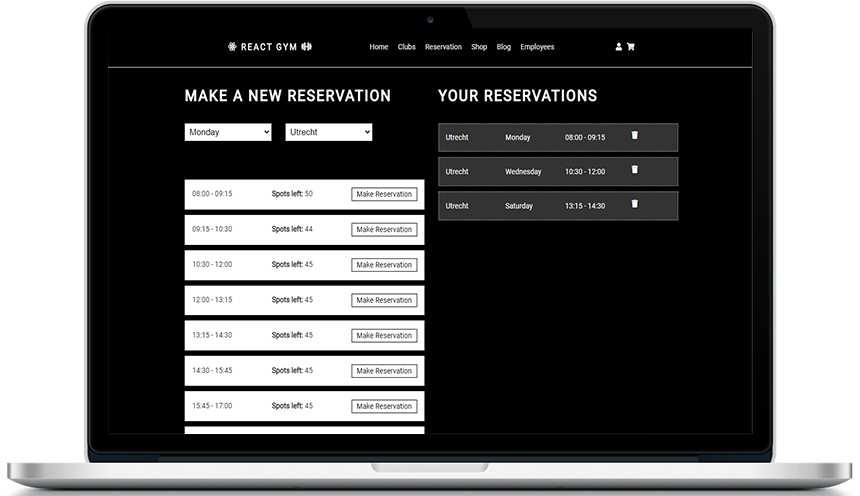 REACT GYM
Home Clubs Reservation Shop Blog Employees
MAKE A NEW RESERVATION
Monday Utrecht
08:00 - 09:15 Spots left: 50 Make Reservation
09:15 - 10:30 Spots left: 44 Make Reservation
10:30 - 12:00 Spots left: 45 Make Reservation
12:00 - 13:15 Spots left: 45 Make Reservation
13:15 - 14:30 Spots left: 45 Make Reservation
14:30 - 15:45 Spots left: 45 Make Reservation
15:45 - 17:00 Spots left: 45 Make Reservation
YOUR RESERVATIONS
Utrecht Monday 08:00 - 09:15
Utrecht Wednesday 10:30 - 12:00
Utrecht Saturday 13:15 - 14:30